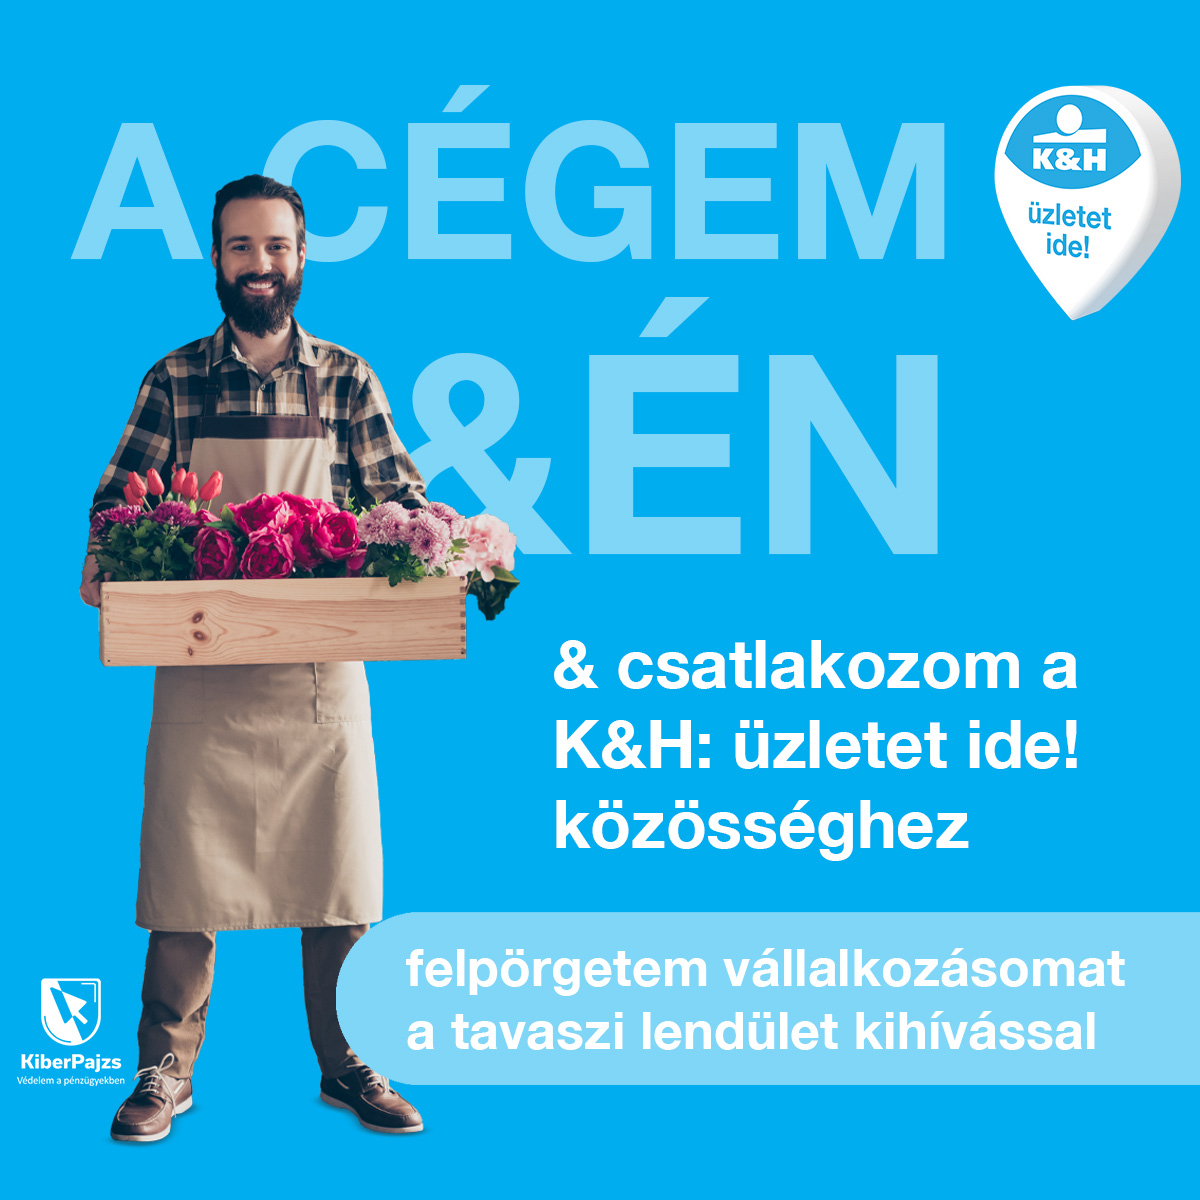 A CÉGEM
&ÉN
K&H
üzletet
ide!
& csatlakozom a
K&H: üzletet ide!
közösséghez
felpörgetem vállalkozásomat
a tavaszi lendület kihívással
KiberPajzs
Védelem a pénzügyekben